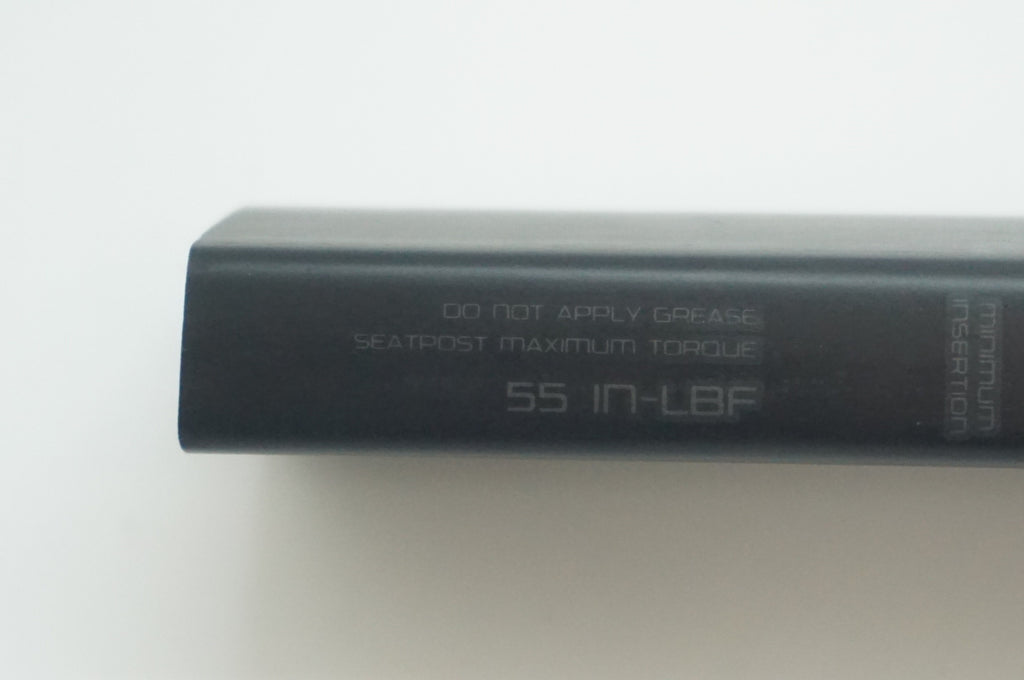 DO NOT APPLY GREASE
SEATPOST MAXIMUM TORQUE
55 IN-LBF
MINIMUM
INSERTION